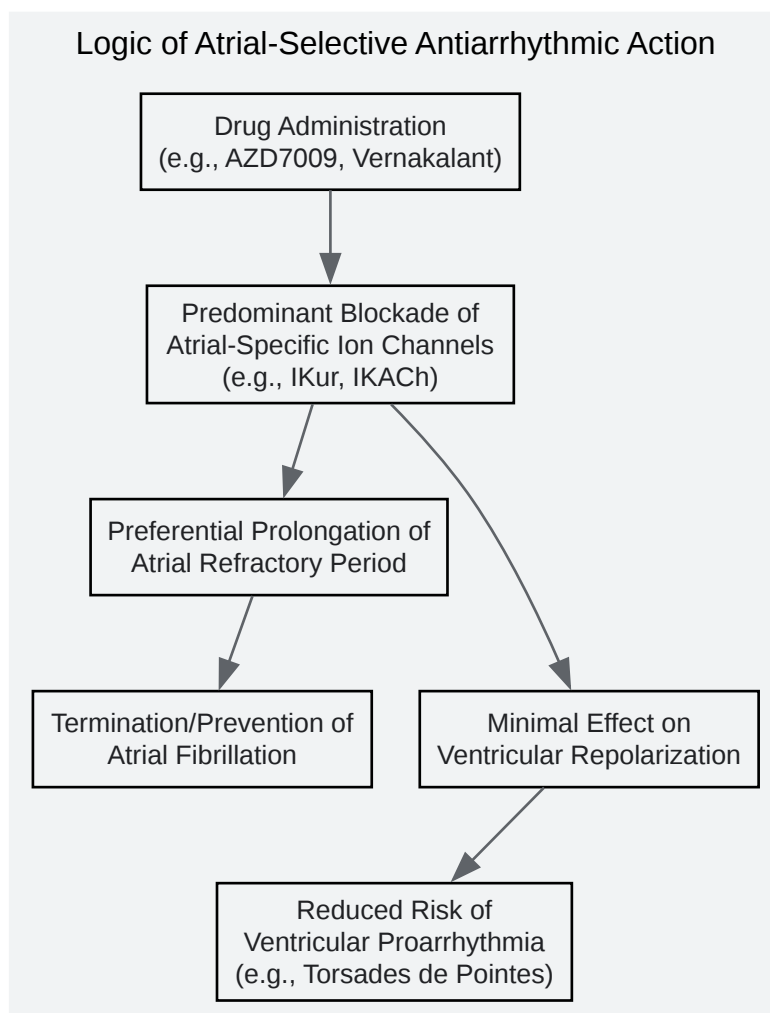 Logic of Atrial-Selective Antiarrhythmic Action
Drug Administration
(e.g., AZD7009, Vernakalant)
Predominant Blockade of
Atrial-Specific Ion Channels
(e.g., IKur, IKACh)
Preferential Prolongation of
Atrial Refractory Period
Termination/Prevention of
Atrial Fibrillation
Minimal Effect on
Ventricular Repolarization
Reduced Risk of
Ventricular Proarrhythmia
(e.g., Torsades de Pointes)